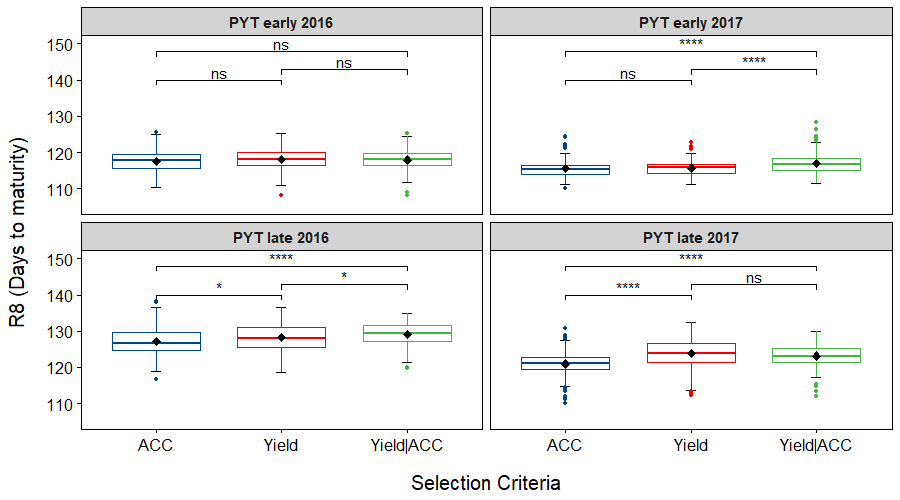 PYT early 2016
PYT early 2017
150
140
130
120
110
ns
ns
ns
****
ns
****
PYT late 2016
PYT late 2017
150
140
130
120
110
****
*
*
****
****
ns
ACC
Yield
Yield|ACC
ACC
Yield
Yield|ACC
R8 (Days to maturity)
Selection Criteria